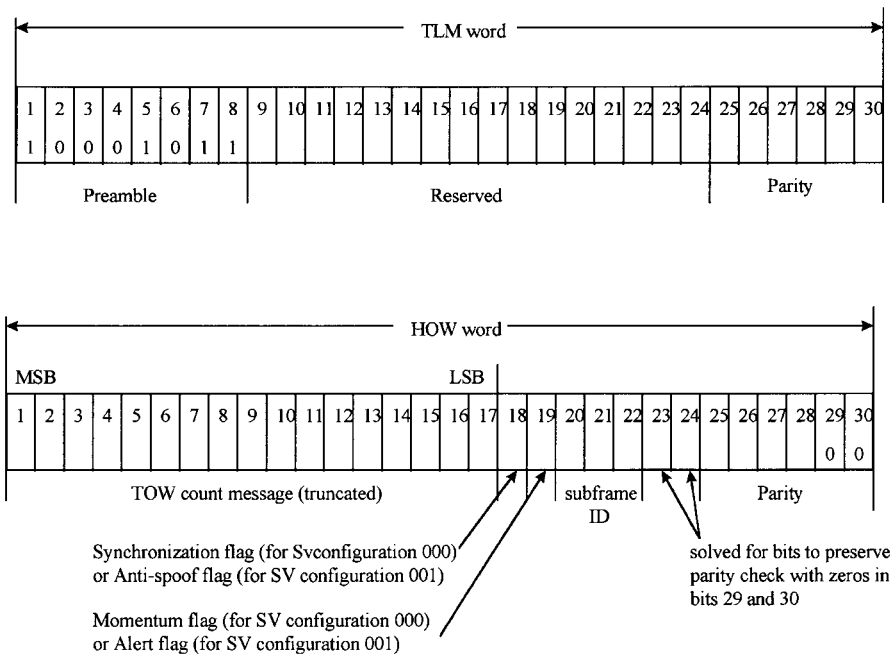 TLM word
1 2 3 4 5 6 7 8 9 10 11 12 13 14 15 16 17 18 19 20 21 22 23 24 25 26 27 28 29 30
1 0 0 0 1 0 1 1
Preamble Reserved Parity
HOW word
MSB LSB
1 2 3 4 5 6 7 8 9 10 11 12 13 14 15 16 17 18 19 20 21 22 23 24 25 26 27 28 29 30
0 0
TOW count message (truncated) subframe ID Parity
Synchronization flag (for Svconfiguration 000)
or Anti-spoof flag (for SV configuration 001)
Momentum flag (for SV configuration 000)
or Alert flag (for SV configuration 001)
solved for bits to preserve
parity check with zeros in
bits 29 and 30